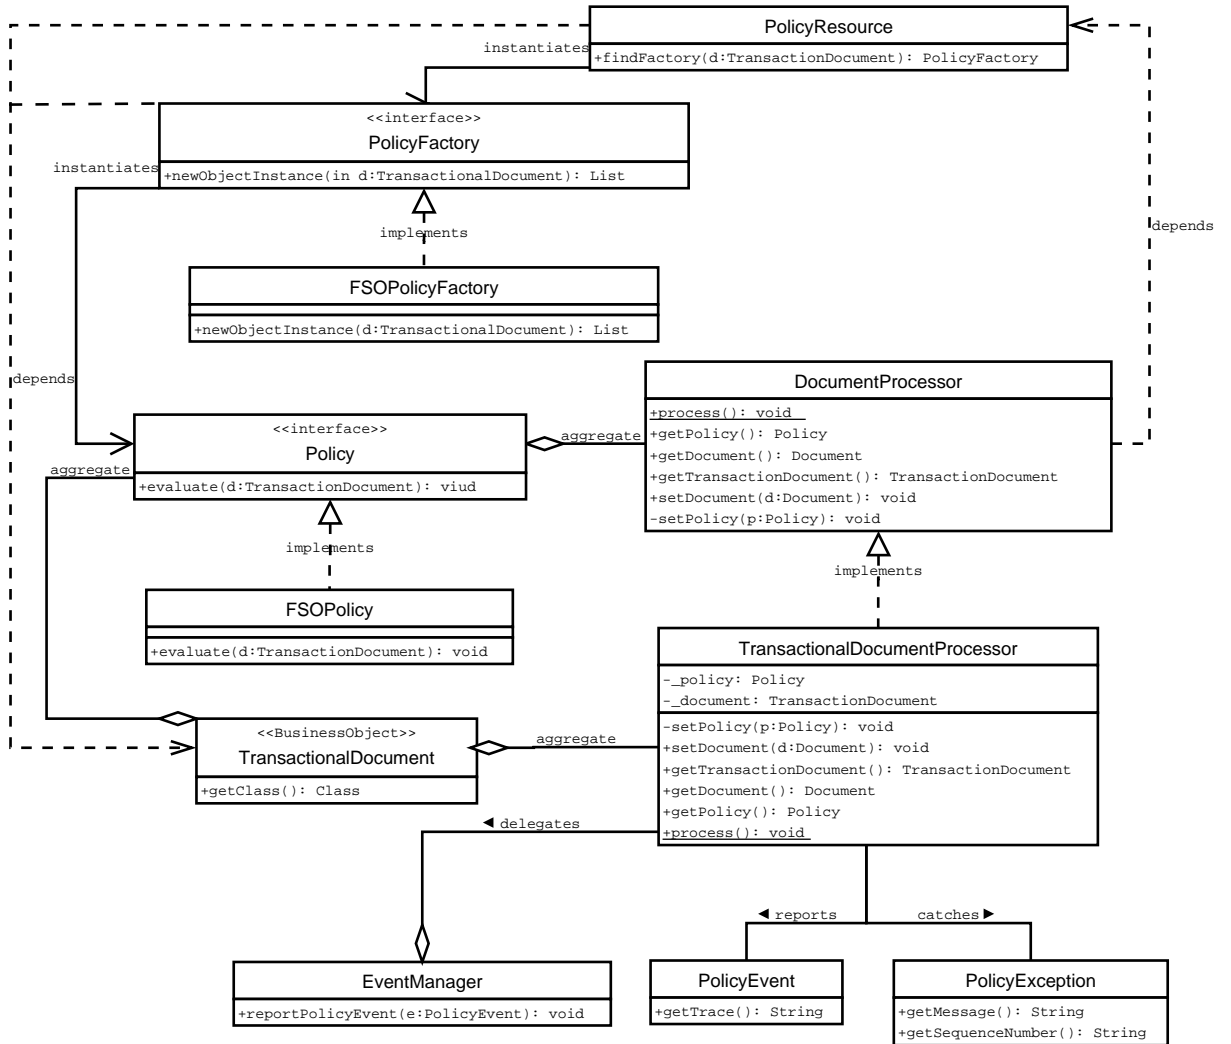 PolicyResource
instantiates
+findFactory(d:TransactionDocument): PolicyFactory
<<interface>>
PolicyFactory
instantiates
+newObjectInstance(in d:TransactionalDocument): List
implements
depends
FSOPolicyFactory
+newObjectInstance(d:TransactionalDocument): List
depends
DocumentProcessor
+process(): void
+getPolicy(): Policy
+getDocument(): Document
+getTransactionDocument(): TransactionDocument
+setDocument(d:Document): void
-setPolicy(p:Policy): void
<<interface>>
Policy
aggregate
aggregate
+evaluate(d:TransactionDocument): viud
implements
implements
FSOPolicy
+evaluate(d:TransactionDocument): void
TransactionalDocumentProcessor
-_policy: Policy
-_document: TransactionDocument
-setPolicy(p:Policy): void
+setDocument(d:Document): void
+getTransactionDocument(): TransactionDocument
+getDocument(): Document
+getPolicy(): Policy
+process(): void
<<BusinessObject>>
TransactionalDocument
aggregate
+getClass(): Class
delegates
reports
catches
EventManager
+reportPolicyEvent(e:PolicyEvent): void
PolicyEvent
+getTrace(): String
PolicyException
+getMessage(): String
+getSequenceNumber(): String